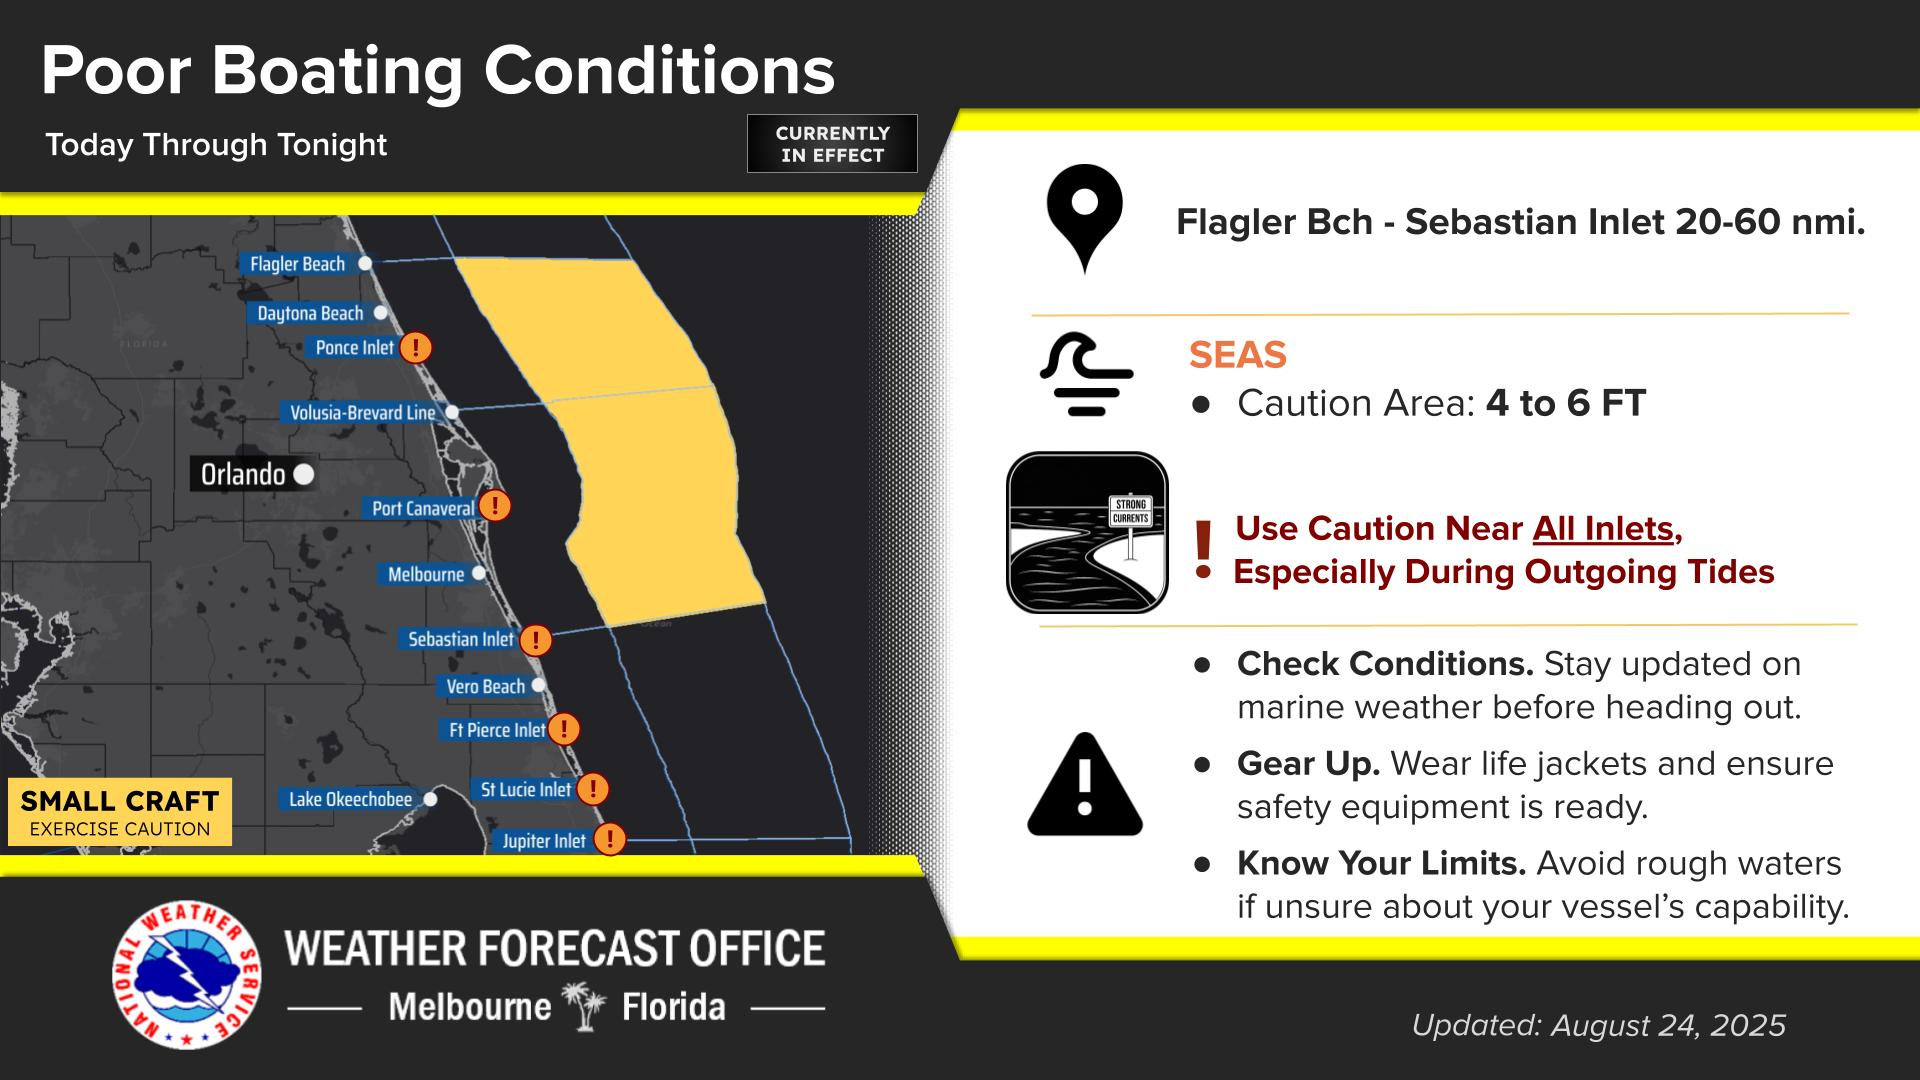 Poor Boating Conditions
Today Through Tonight
CURRENTLY
IN EFFECT
Flagler Beach
Daytona Beach
FLORIDA
Ponce Inlet !
Volusia-Brevard Line
Orlando
Port Canaveral !
Melbourne
Sebastian Inlet !
Ocean
Vero Beach
Ft Pierce Inlet !
St Lucie Inlet !
Lake Okeechobee
Jupiter Inlet !
SMALL CRAFT
EXERCISE CAUTION
NATIONAL WEATHER SERVICE
WEATHER FORECAST OFFICE
Melbourne Florida
Flagler Bch - Sebastian Inlet 20-60 nmi.
SEAS
● Caution Area: 4 to 6 FT
STRONG
CURRENTS
! Use Caution Near All Inlets,
Especially During Outgoing Tides
● Check Conditions. Stay updated on
marine weather before heading out.
● Gear Up. Wear life jackets and ensure
safety equipment is ready.
● Know Your Limits. Avoid rough waters
if unsure about your vessel’s capability.
Updated: August 24, 2025